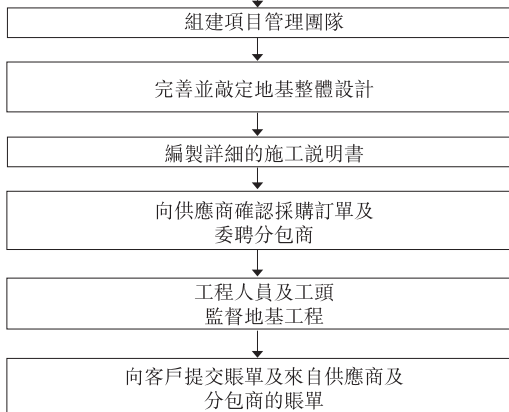 組建項目管理團隊
完善並敲定地基整體設計
編製詳細的施工說明書
向供應商確認採購訂單及
委聘分包商
工程人員及工頭
監督地基工程
向客戶提交賬單及來自供應商及
分包商的賬單